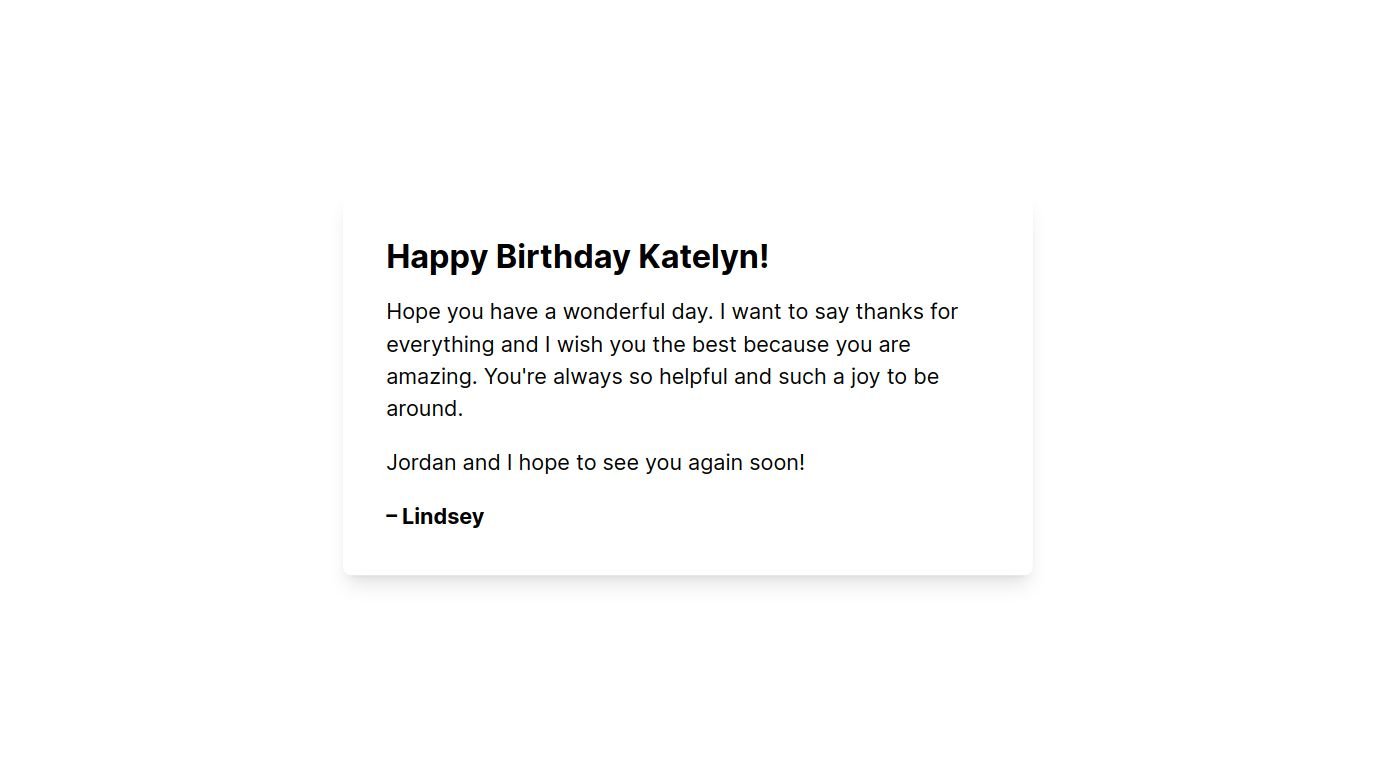 Happy Birthday Katelyn!
Hope you have a wonderful day. I want to say thanks for
everything and I wish you the best because you are
amazing. You're always so helpful and such a joy to be
around.
Jordan and I hope to see you again soon!
– Lindsey